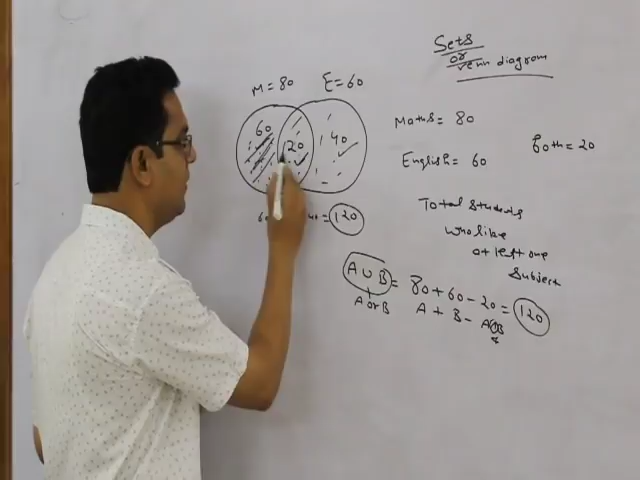 Sets
or
venn diagram
M = 80 E = 60
60 20 40
= 120
Maths = 80
English = 60
Both = 20
Total Students
who like
at left one
Subject
A ∪ B = 80 + 60 - 20 = 120
A or B A + B - A∩B